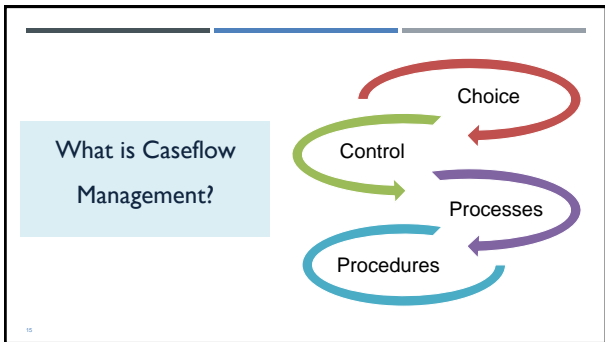 What is Caseflow
Management?
Choice
Control
Processes
Procedures
15